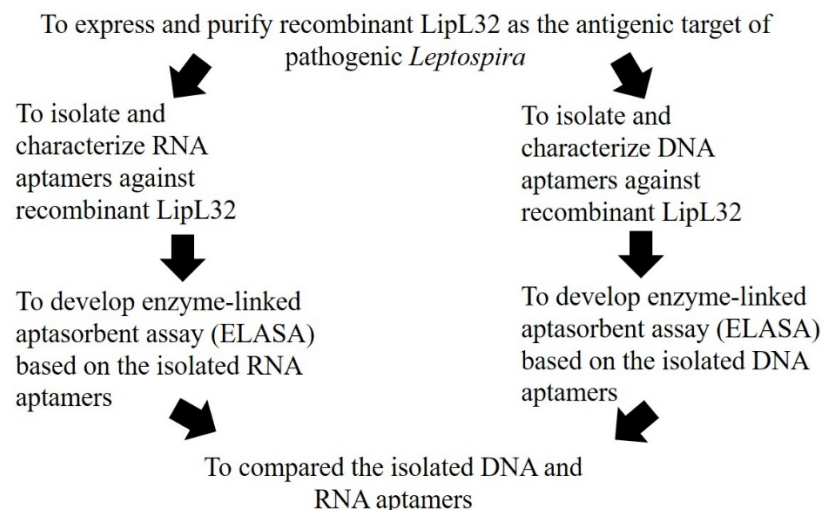 To express and purify recombinant LipL32 as the antigenic target of
pathogenic Leptospira
To isolate and
characterize RNA
aptamers against
recombinant LipL32
To isolate and
characterize DNA
aptamers against
recombinant LipL32
To develop enzyme-linked
aptasorbent assay (ELASA)
based on the isolated RNA
aptamers
To develop enzyme-linked
aptasorbent assay (ELASA)
based on the isolated DNA
aptamers
To compared the isolated DNA and
RNA aptamers